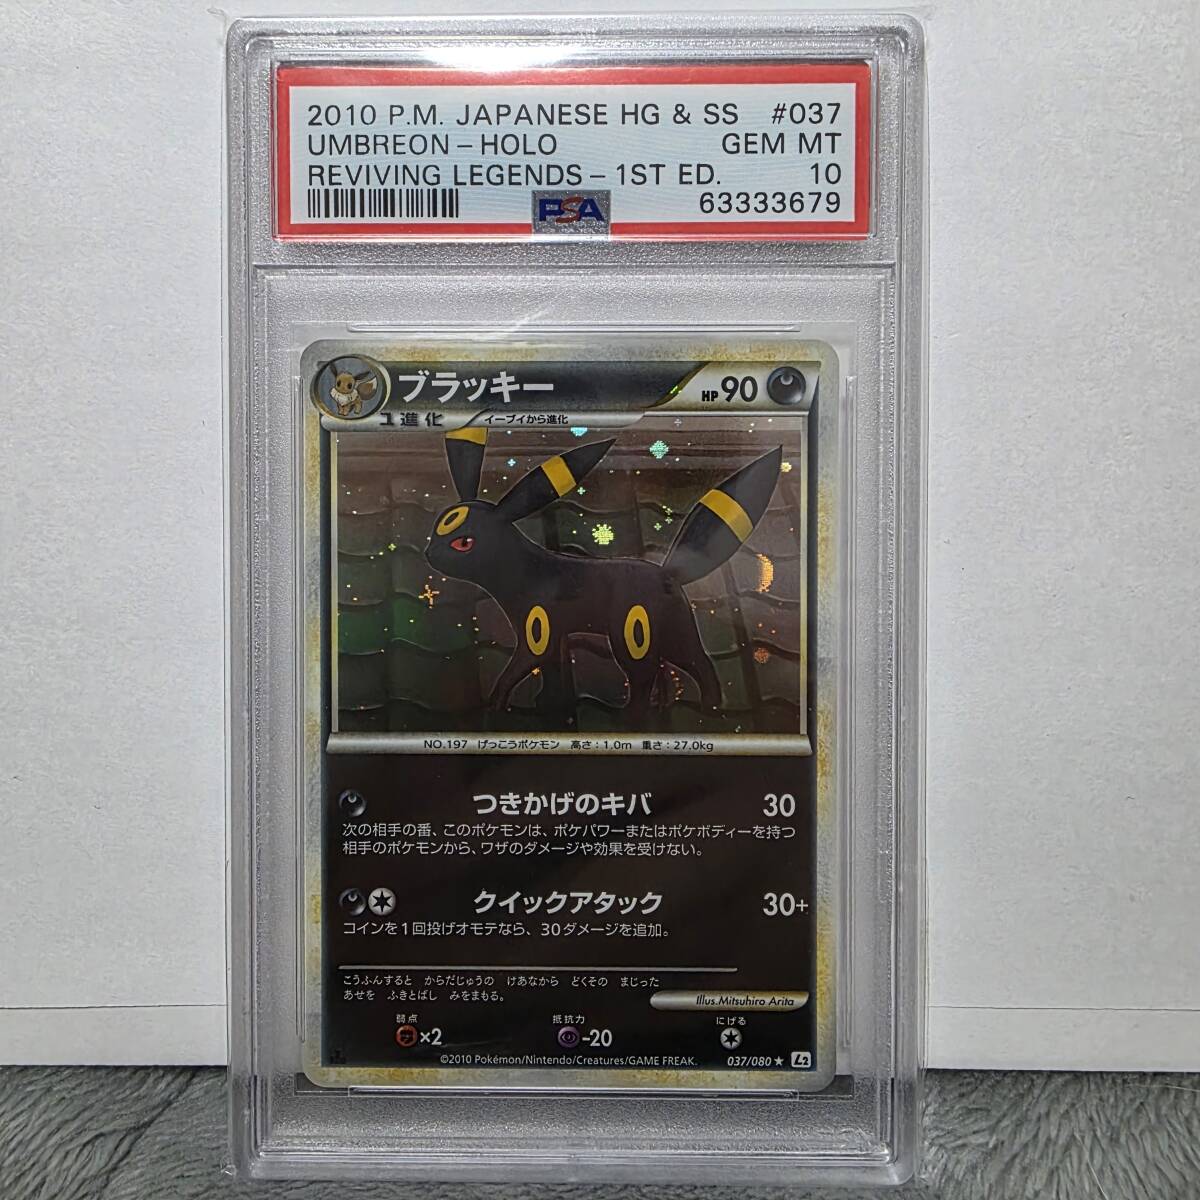 2010 P.M. JAPANESE HG & SS #037
UMBREON - HOLO GEM MT
REVIVING LEGENDS - 1ST ED. 10
PSA 63333679
ブラッキー HP90
1進化 イーブイから進化
NO.197 げっこうポケモン 高さ:1.0m 重さ:27.0kg
つきかげのキバ 30
次の相手の番、このポケモンは、ポケパワーまたはポケボディーを持つ
相手のポケモンから、ワザのダメージや効果を受けない。
クイックアタック 30+
コインを1回投げオモテなら、30ダメージを追加。
こうふんすると からだじゅうの けあなから どくその まじった
あせを ふきとばし みをまもる。
Illus.Mitsuhiro Arita
弱点 抵抗力 にげる
×2 -20
©2010 Pokémon/Nintendo/Creatures/GAME FREAK. 037/080 ★ L2